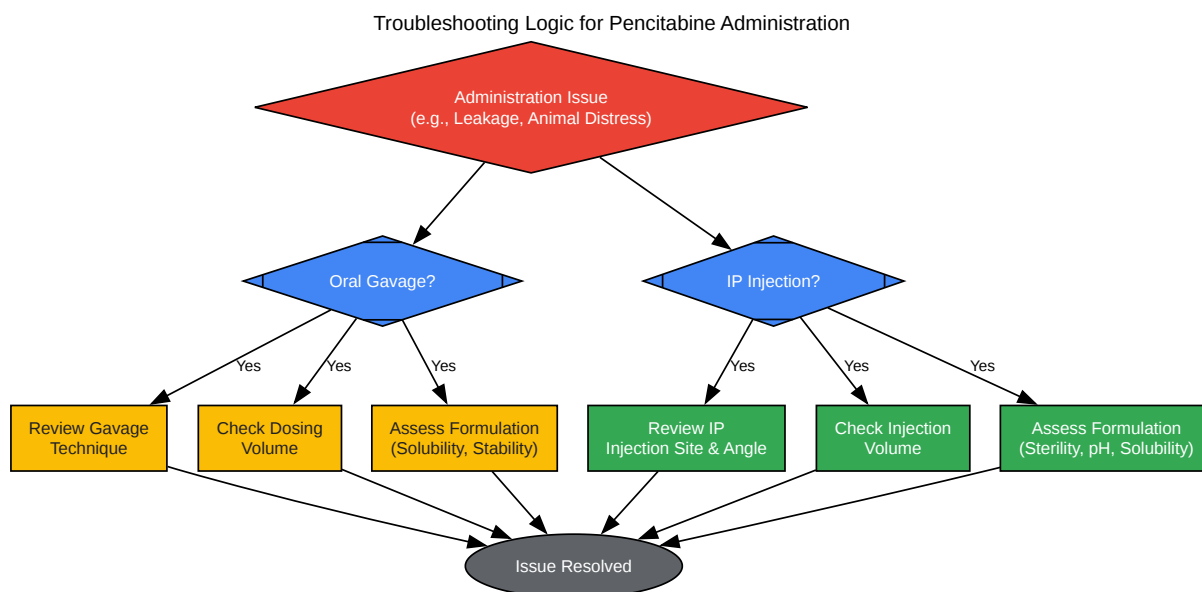 Troubleshooting Logic for Pencitabine Administration
Administration Issue
(e.g., Leakage, Animal Distress)
Oral Gavage?
IP Injection?
Yes
Yes
Yes
Yes
Yes
Yes
Review Gavage
Technique
Check Dosing
Volume
Assess Formulation
(Solubility, Stability)
Review IP
Injection Site & Angle
Check Injection
Volume
Assess Formulation
(Sterility, pH, Solubility)
Issue Resolved